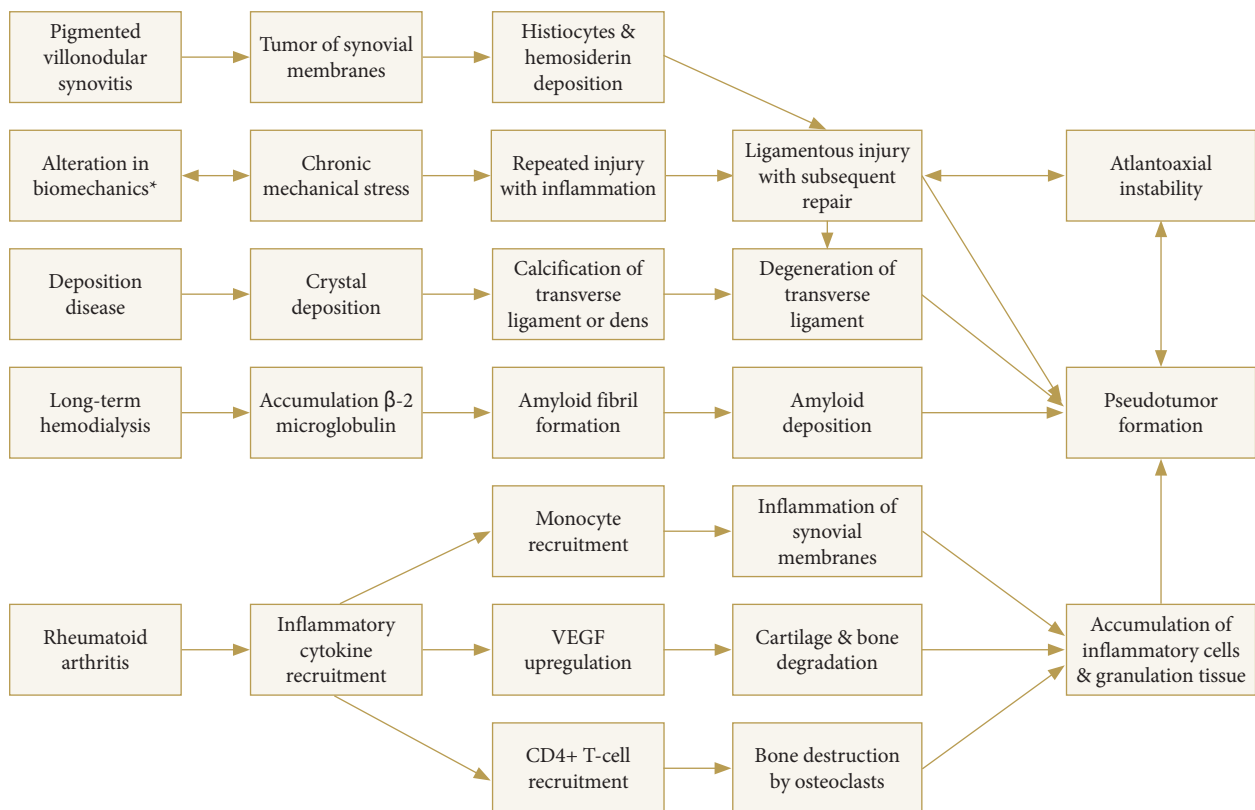 Pigmented
villonodular
synovitis
Tumor of synovial
membranes
Histiocytes &
hemosiderin
deposition
Alteration in
biomechanics*
Chronic
mechanical stress
Repeated injury
with inflammation
Ligamentous injury
with subsequent
repair
Atlantoaxial
instability
Deposition
disease
Crystal
deposition
Calcification of
transverse
ligament or dens
Degeneration of
transverse
ligament
Long-term
hemodialysis
Accumulation β-2
microglobulin
Amyloid fibril
formation
Amyloid
deposition
Pseudotumor
formation
Monocyte
recruitment
Inflammation of
synovial
membranes
Rheumatoid
arthritis
Inflammatory
cytokine
recruitment
VEGF
upregulation
Cartilage & bone
degradation
Accumulation of
inflammatory cells
& granulation tissue
CD4+ T-cell
recruitment
Bone destruction
by osteoclasts